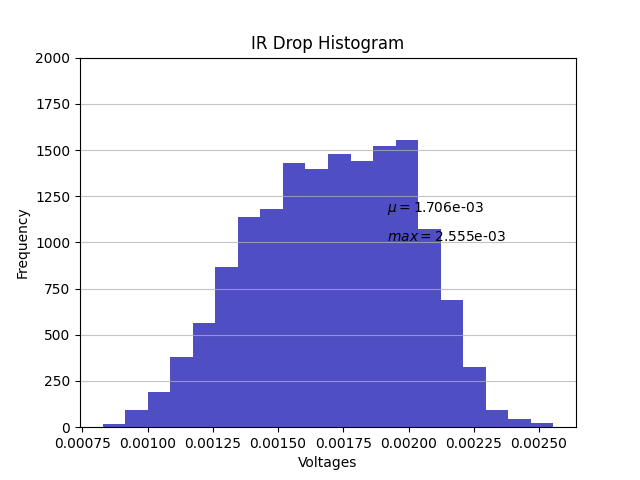 IR Drop Histogram
2000
1750
1500
1250
1000
750
500
250
0
Frequency
μ = 1.706e-03
max = 2.555e-03
0.00075 0.00100 0.00125 0.00150 0.00175 0.00200 0.00225 0.00250
Voltages